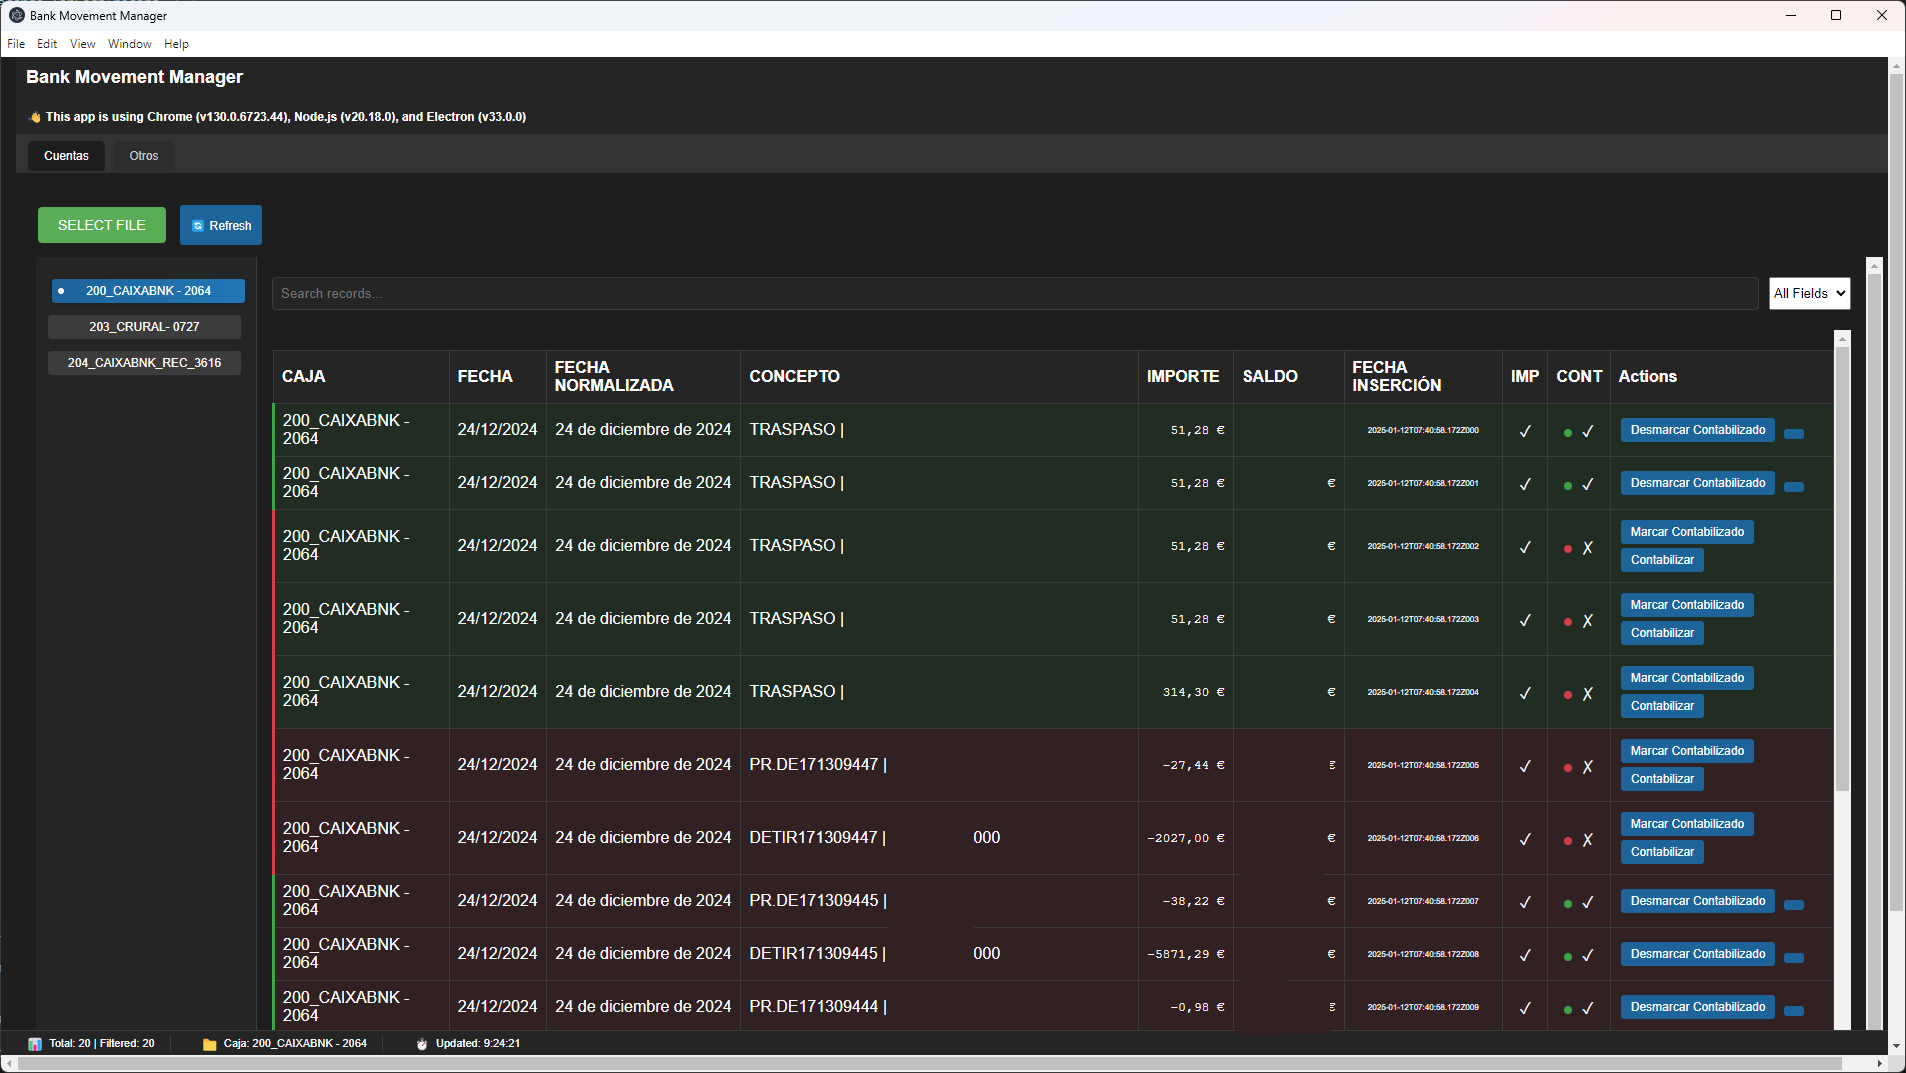 Bank Movement Manager
File Edit View Window Help
Bank Movement Manager
👋 This app is using Chrome (v130.0.6723.44), Node.js (v20.18.0), and Electron (v33.0.0)
Cuentas Otros
SELECT FILE Refresh
200_CAIXABNK - 2064
203_CRURAL- 0727
204_CAIXABNK_REC_3616
Search records... All Fields
CAJA FECHA FECHA NORMALIZADA CONCEPTO IMPORTE SALDO FECHA INSERCIÓN IMP CONT Actions
200_CAIXABNK - 2064 24/12/2024 24 de diciembre de 2024 TRASPASO | 51,28 € 2025-01-12T07:40:58.172Z000 ✓ ✓ Desmarcar Contabilizado
200_CAIXABNK - 2064 24/12/2024 24 de diciembre de 2024 TRASPASO | 51,28 € € 2025-01-12T07:40:58.172Z001 ✓ ✓ Desmarcar Contabilizado
200_CAIXABNK - 2064 24/12/2024 24 de diciembre de 2024 TRASPASO | 51,28 € € 2025-01-12T07:40:58.172Z002 ✓ ✗ Marcar Contabilizado Contabilizar
200_CAIXABNK - 2064 24/12/2024 24 de diciembre de 2024 TRASPASO | 51,28 € € 2025-01-12T07:40:58.172Z003 ✓ ✗ Marcar Contabilizado Contabilizar
200_CAIXABNK - 2064 24/12/2024 24 de diciembre de 2024 TRASPASO | 314,30 € € 2025-01-12T07:40:58.172Z004 ✓ ✗ Marcar Contabilizado Contabilizar
200_CAIXABNK - 2064 24/12/2024 24 de diciembre de 2024 PR.DE171309447 | -27,44 € € 2025-01-12T07:40:58.172Z005 ✓ ✗ Marcar Contabilizado Contabilizar
200_CAIXABNK - 2064 24/12/2024 24 de diciembre de 2024 DETIR171309447 | 000 -2027,00 € € 2025-01-12T07:40:58.172Z006 ✓ ✗ Marcar Contabilizado Contabilizar
200_CAIXABNK - 2064 24/12/2024 24 de diciembre de 2024 PR.DE171309445 | -38,22 € € 2025-01-12T07:40:58.172Z007 ✓ ✓ Desmarcar Contabilizado
200_CAIXABNK - 2064 24/12/2024 24 de diciembre de 2024 DETIR171309445 | 000 -5871,29 € € 2025-01-12T07:40:58.172Z008 ✓ ✓ Desmarcar Contabilizado
200_CAIXABNK - 2064 24/12/2024 24 de diciembre de 2024 PR.DE171309444 | -0,98 € € 2025-01-12T07:40:58.172Z009 ✓ ✓ Desmarcar Contabilizado
Total: 20 | Filtered: 20 Caja: 200_CAIXABNK - 2064 Updated: 9:24:21